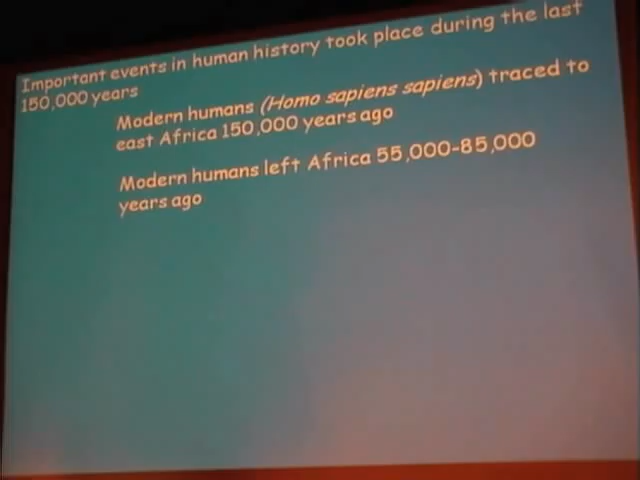 Important events in human history took place during the last
150,000 years
Modern humans (Homo sapiens sapiens) traced to
east Africa 150,000 years ago
Modern humans left Africa 55,000-85,000
years ago